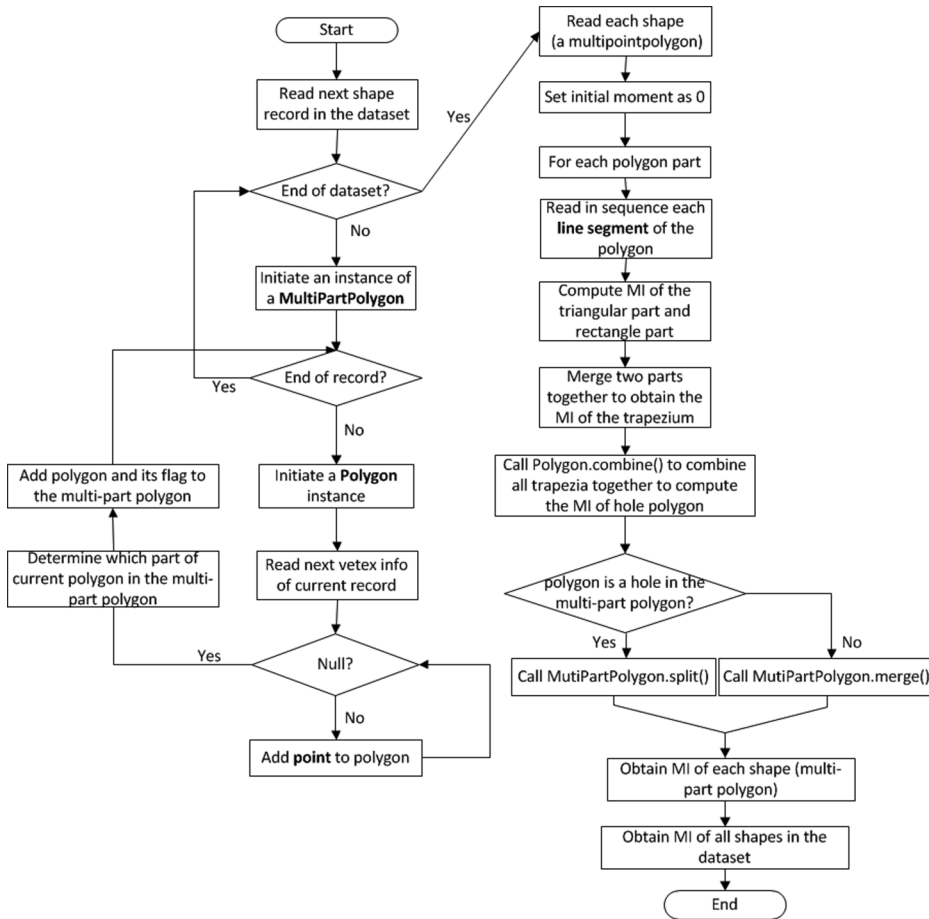 Start
Read next shape
record in the dataset
End of dataset?
Yes
No
Initiate an instance of
a MultiPartPolygon
End of record?
Yes
No
Initiate a Polygon
instance
Read next vetex info
of current record
Null?
Yes
No
Add point to polygon
Determine which part of
current polygon in the multi-
part polygon
Add polygon and its flag to
the multi-part polygon
Read each shape
(a multipointpolygon)
Set initial moment as 0
For each polygon part
Read in sequence each
line segment of the
polygon
Compute MI of the
triangular part and
rectangle part
Merge two parts
together to obtain the
MI of the trapezium
Call Polygon.combine() to combine
all trapezia together to compute
the MI of hole polygon
polygon is a hole in the
multi-part polygon?
Yes
No
Call MutiPartPolygon.split()
Call MutiPartPolygon.merge()
Obtain MI of each shape (multi-
part polygon)
Obtain MI of all shapes in the
dataset
End